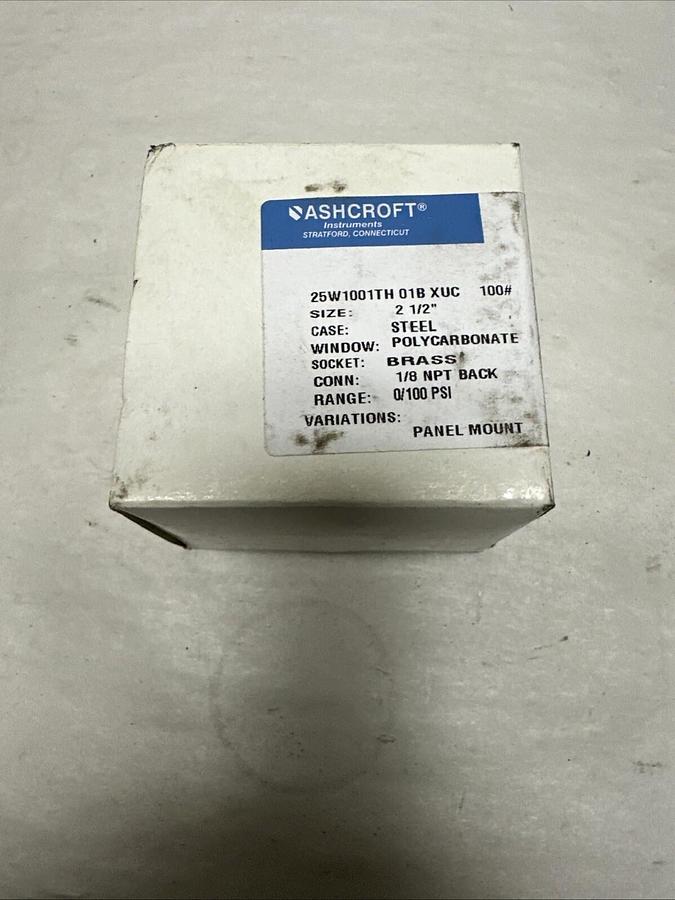 ASHCROFT®
Instruments
STRATFORD, CONNECTICUT
25W1001TH 01B XUC 100#
SIZE: 2 1/2"
CASE: STEEL
WINDOW: POLYCARBONATE
SOCKET: BRASS
CONN: 1/8 NPT BACK
RANGE: 0/100 PSI
VARIATIONS:
PANEL MOUNT